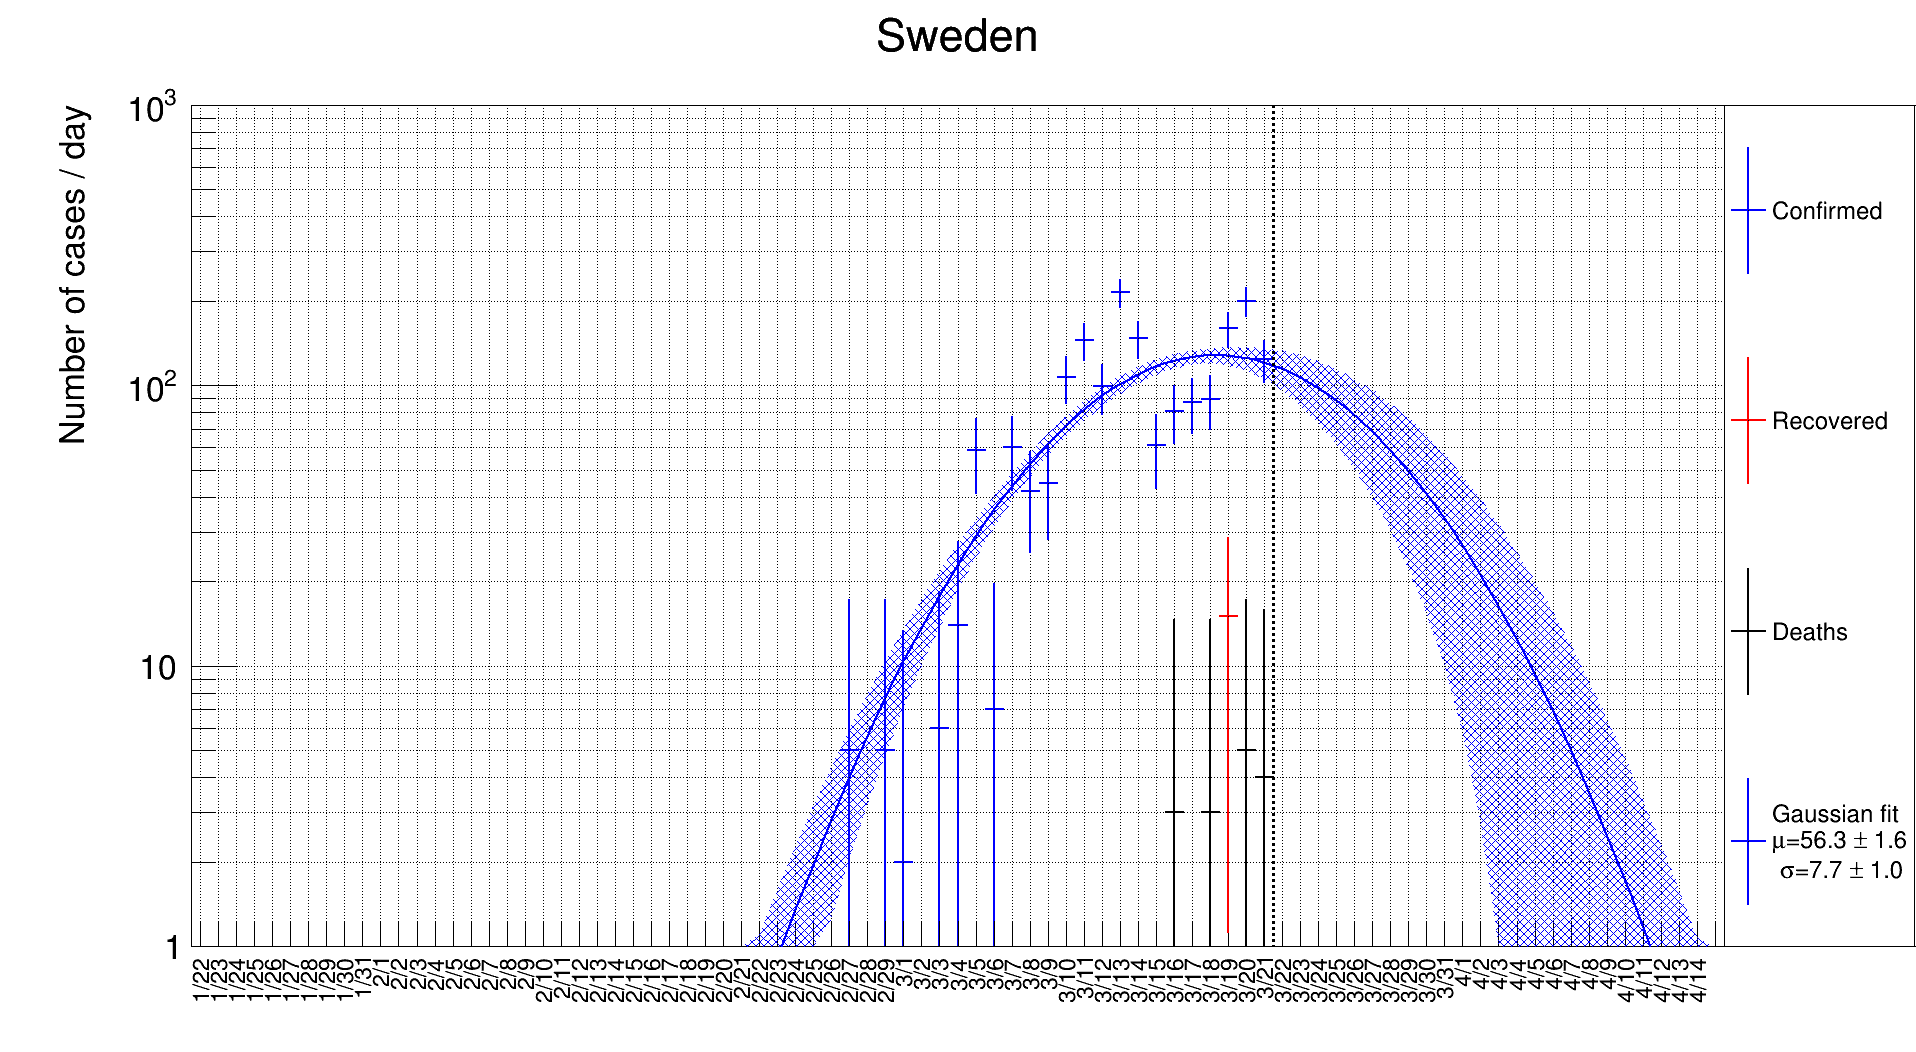 Sweden
Number of cases / day
10³
10²
10
1
1/22 1/23 1/24 1/25 1/26 1/27 1/28 1/29 1/30 1/31 2/1 2/2 2/3 2/4 2/5 2/6 2/7 2/8 2/9 2/10 2/11 2/12 2/13 2/14 2/15 2/16 2/17 2/18 2/19 2/20 2/21 2/22 2/23 2/24 2/25 2/26 2/27 2/28 2/29 3/1 3/2 3/3 3/4 3/5 3/6 3/7 3/8 3/9 3/10 3/11 3/12 3/13 3/14 3/15 3/16 3/17 3/18 3/19 3/20 3/21 3/22 3/23 3/24 3/25 3/26 3/27 3/28 3/29 3/30 3/31 4/1 4/2 4/3 4/4 4/5 4/6 4/7 4/8 4/9 4/10 4/11 4/12 4/13 4/14
Confirmed
Recovered
Deaths
Gaussian fit
μ=56.3 ± 1.6
σ=7.7 ± 1.0